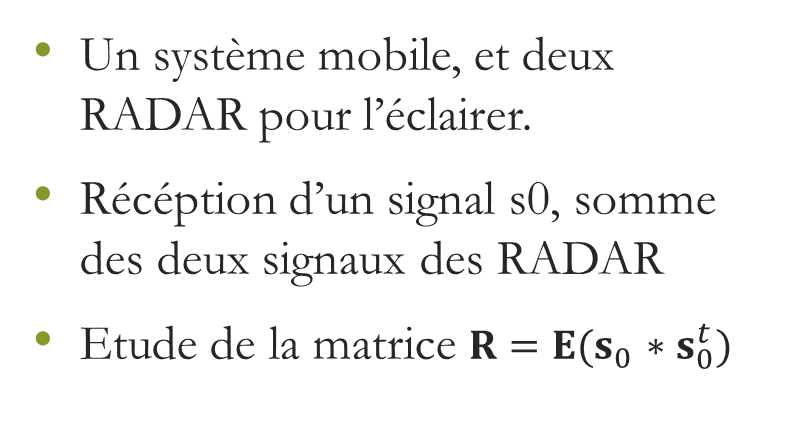 • Un système mobile, et deux
RADAR pour l’éclairer.
• Récéption d’un signal s0, somme
des deux signaux des RADAR
• Etude de la matrice 𝐑 = 𝐄(𝐬₀ ∗ 𝐬₀ᵗ)